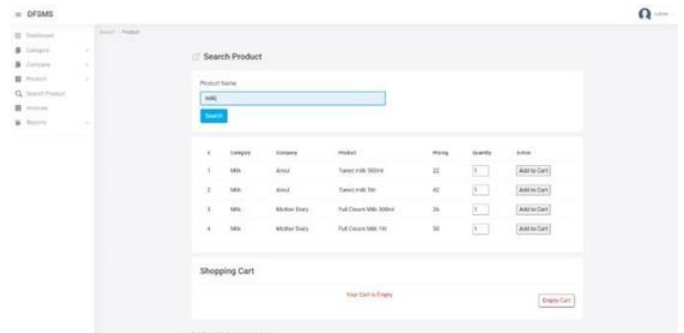 DFSMS
Admin
Dashboard
Category
Company
Product
Search Product
Invoices
Reports
Search Product
Search Product
Product Name
milk
Search
# Category Company Product Pricing Quantity Action
1 Milk Amul Toned milk 500ml 22 1 Add to Cart
2 Milk Amul Toned milk 1ltr 42 1 Add to Cart
3 Milk Mother Diary Full Cream Milk 500ml 26 1 Add to Cart
4 Milk Mother Diary Full Cream Milk 1ltr 50 1 Add to Cart
Shopping Cart
Your Cart is Empty
Empty Cart